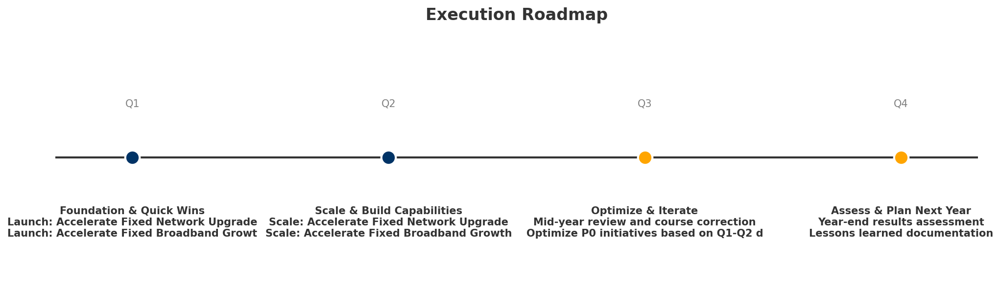 Execution Roadmap
Q1
Q2
Q3
Q4
Foundation & Quick Wins
Launch: Accelerate Fixed Network Upgrade
Launch: Accelerate Fixed Broadband Growt
Scale & Build Capabilities
Scale: Accelerate Fixed Network Upgrade
Scale: Accelerate Fixed Broadband Growth
Optimize & Iterate
Mid-year review and course correction
Optimize P0 initiatives based on Q1-Q2 d
Assess & Plan Next Year
Year-end results assessment
Lessons learned documentation